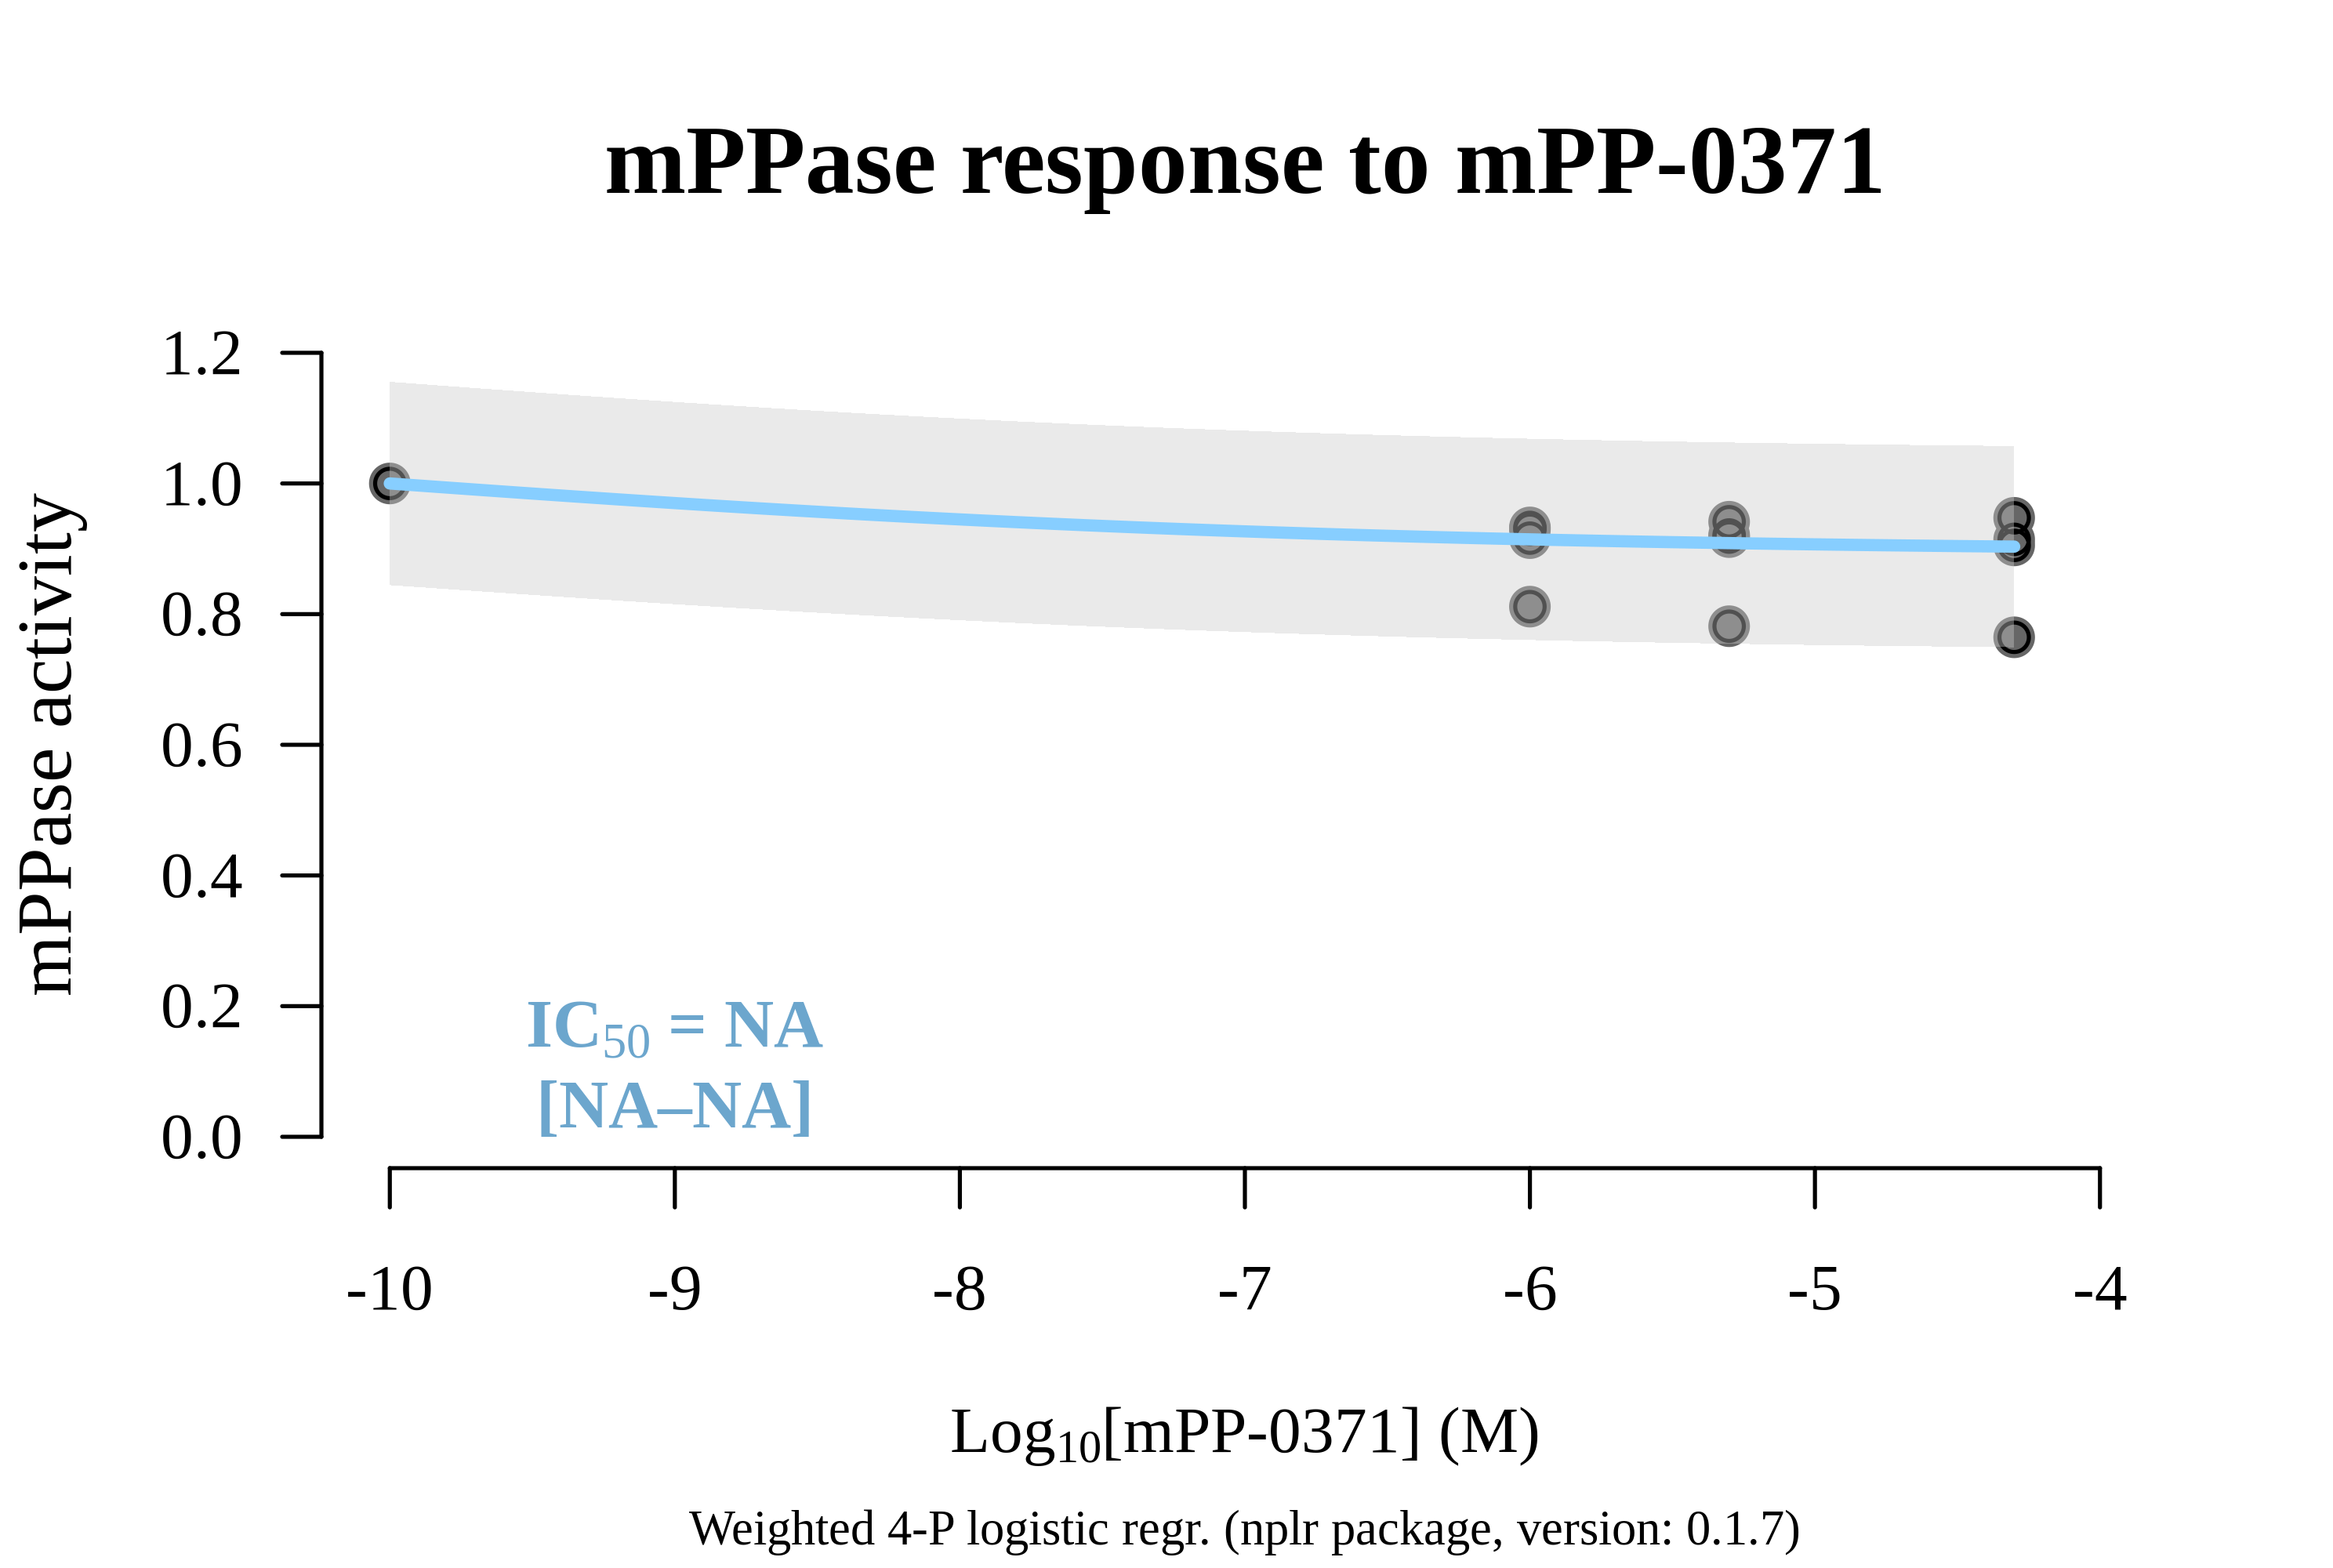 mPPase response to mPP-0371
mPPase activity
1.2
1.0
0.8
0.6
0.4
0.2
0.0
IC50 = NA
[NA–NA]
-10 -9 -8 -7 -6 -5 -4
Log10[mPP-0371] (M)
Weighted 4-P logistic regr. (nplr package, version: 0.1.7)